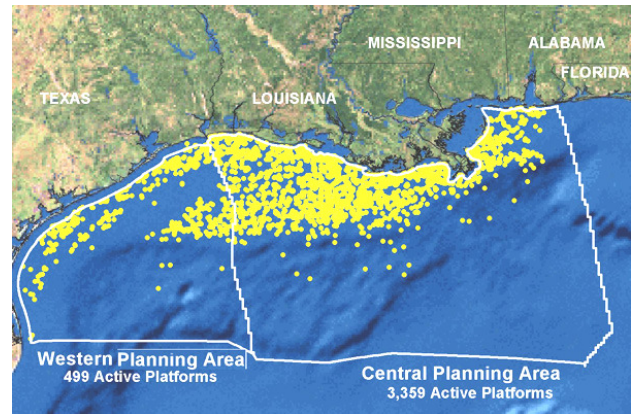 MISSISSIPPI
ALABAMA
FLORIDA
TEXAS
LOUISIANA
Western Planning Area
499 Active Platforms
Central Planning Area
3,359 Active Platforms